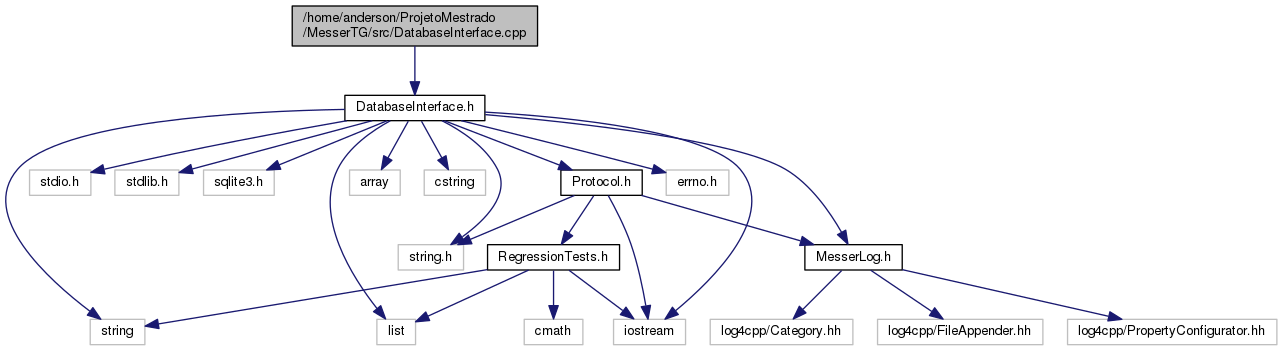 /home/anderson/ProjetoMestrado
/MesserTG/src/DatabaseInterface.cpp
DatabaseInterface.h
stdio.h
stdlib.h
sqlite3.h
array
cstring
Protocol.h
errno.h
string.h
RegressionTests.h
MesserLog.h
string
list
cmath
iostream
log4cpp/Category.hh
log4cpp/FileAppender.hh
log4cpp/PropertyConfigurator.hh